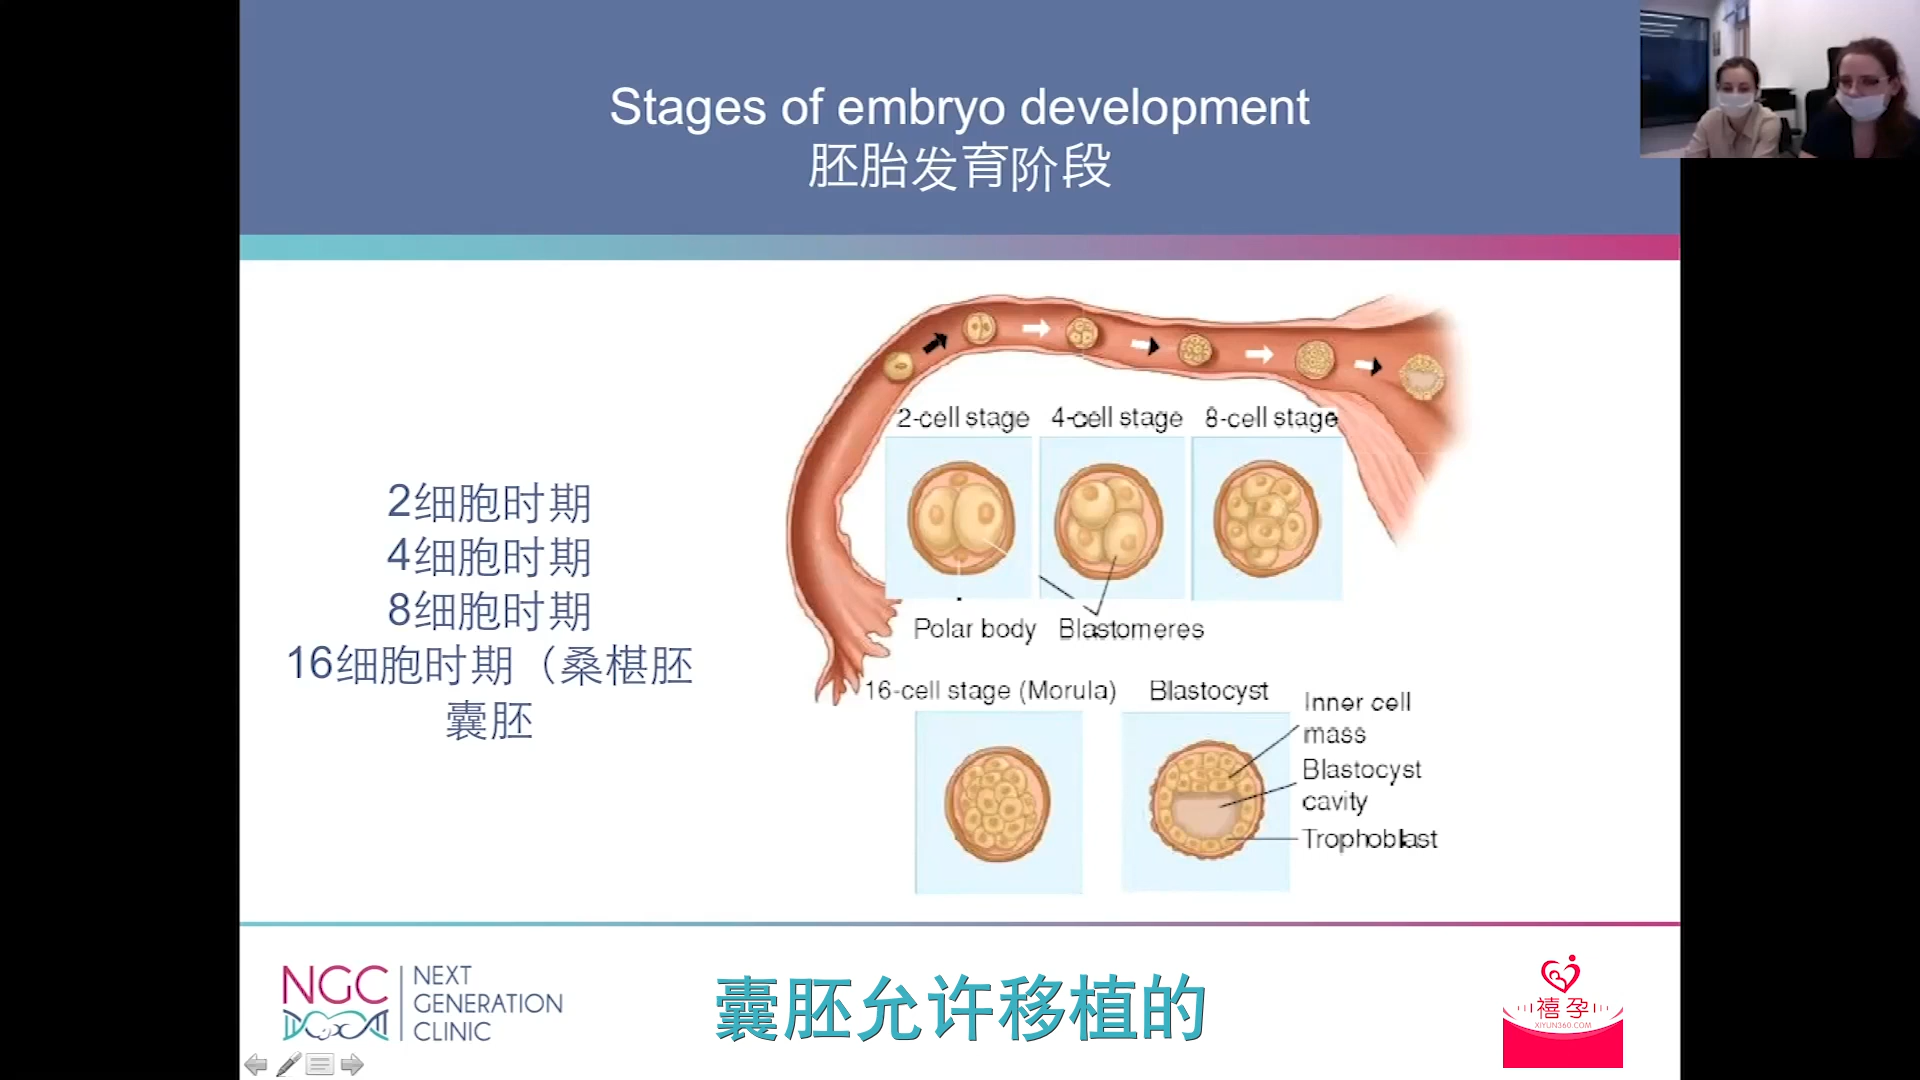 Stages of embryo development
胚胎发育阶段
2细胞时期
4细胞时期
8细胞时期
16细胞时期（桑椹胚
囊胚
2-cell stage
4-cell stage
8-cell stage
Polar body
Blastomeres
16-cell stage (Morula)
Blastocyst
Inner cell
mass
Blastocyst
cavity
Trophoblast
NGC
NEXT
GENERATION
CLINIC
囊胚允许移植的
禧孕
XIYUN360.COM